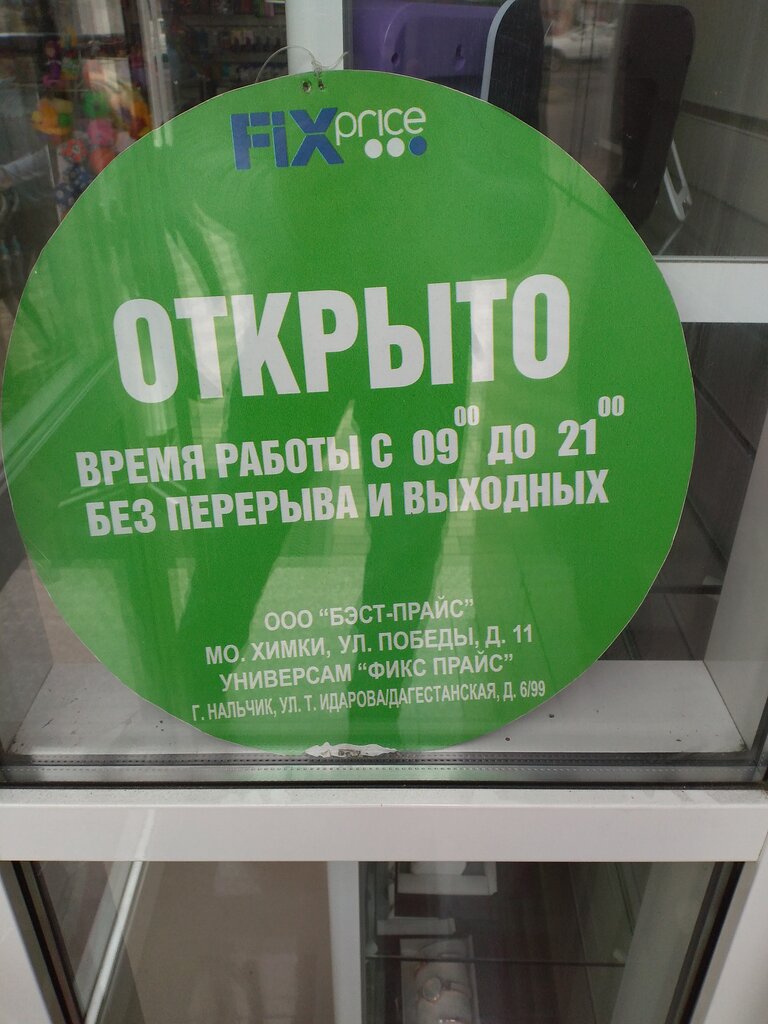 FIX price
ОТКРЫТО
ВРЕМЯ РАБОТЫ С 09⁰⁰ ДО 21⁰⁰
БЕЗ ПЕРЕРЫВА И ВЫХОДНЫХ
ООО "БЭСТ-ПРАЙС"
МО. ХИМКИ, УЛ. ПОБЕДЫ, Д. 11
УНИВЕРСАМ "ФИКС ПРАЙС"
Г. НАЛЬЧИК, УЛ. Т. ИДАРОВА/ДАГЕСТАНСКАЯ, Д. 6/99